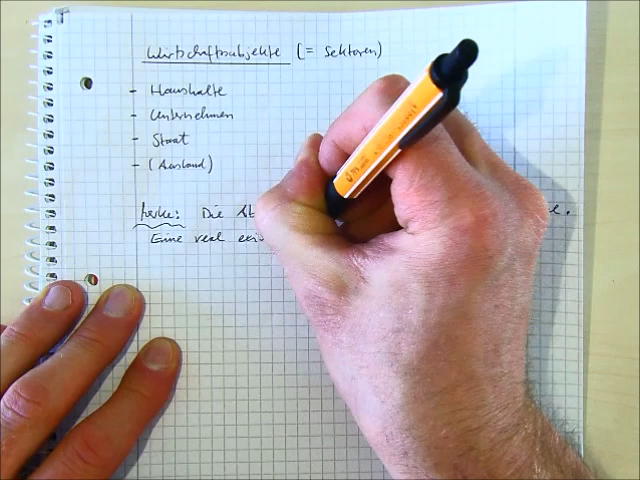 Wirtschaftssubjekte (= Sektoren)
- Haushalte
- Unternehmen
- Staat
- (Ausland)
Merke: Die
Eine real